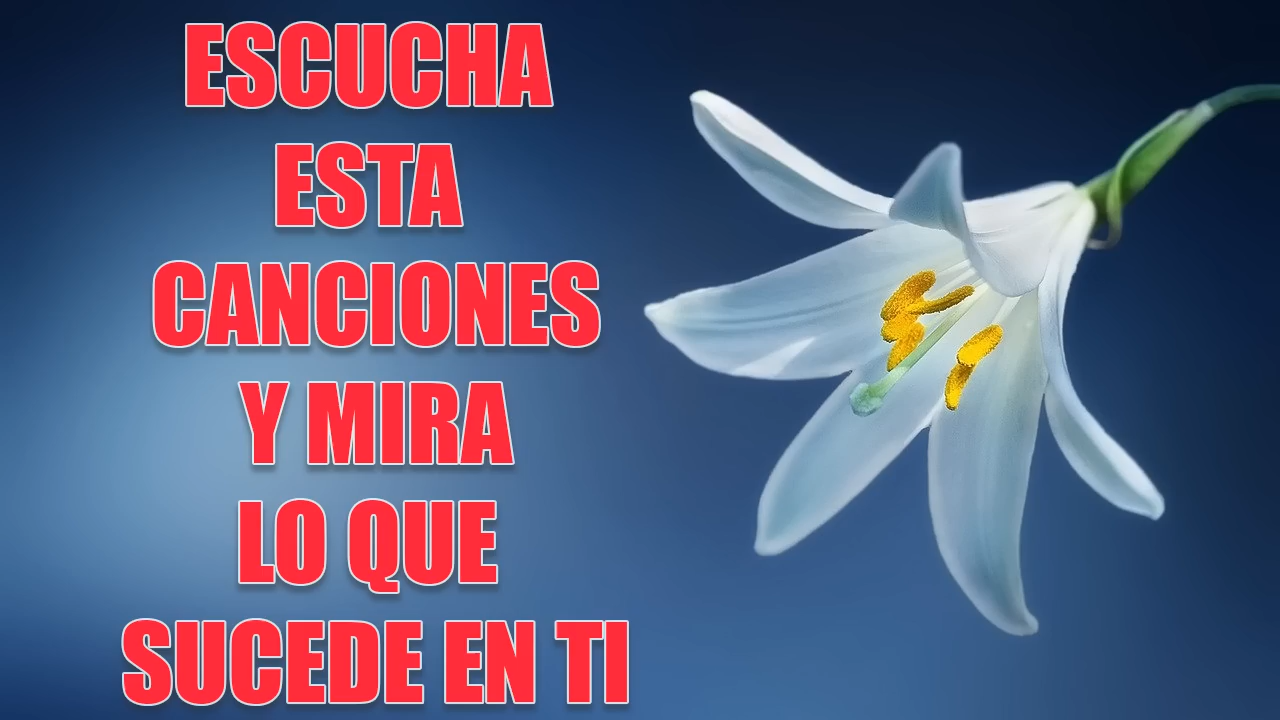 ESCUCHA
ESTA
CANCIONES
Y MIRA
LO QUE
SUCEDE EN TI